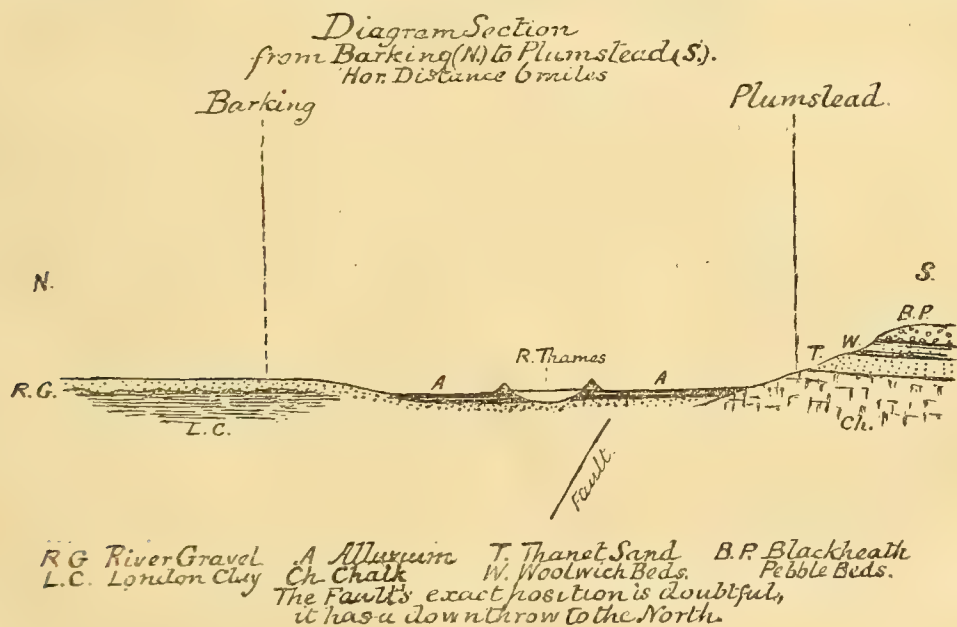 Diagram Section
from Barking (N.) to Plumstead (S.).
Hor. Distance 6 miles
Barking
Plumstead.
N.
S.
B.P.
W.
T.
R. Thames
A
A
R.G.
L.C.
Ch.
Fault.
R G River Gravel A Alluvium T. Thanet Sand B.P. Blackheath
L.C. London Clay Ch Chalk W. Woolwich Beds. Pebble Beds.
The Fault's exact position is doubtful,
it has a downthrow to the North.